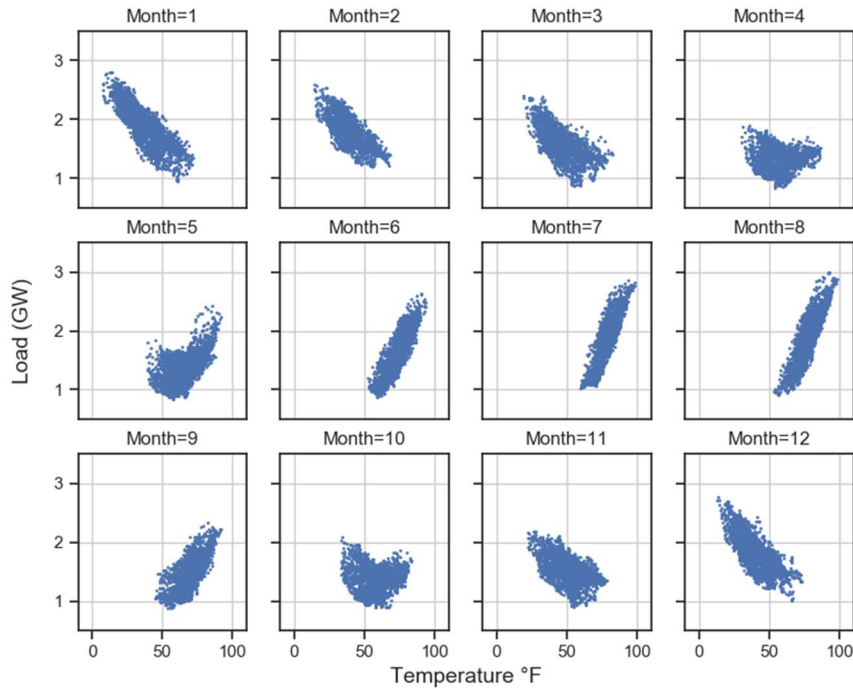 Month=1 Month=2 Month=3 Month=4
3
2
1
Month=5 Month=6 Month=7 Month=8
3
2
1
Load (GW)
Month=9 Month=10 Month=11 Month=12
3
2
1
0 50 100 0 50 100 0 50 100 0 50 100
Temperature °F